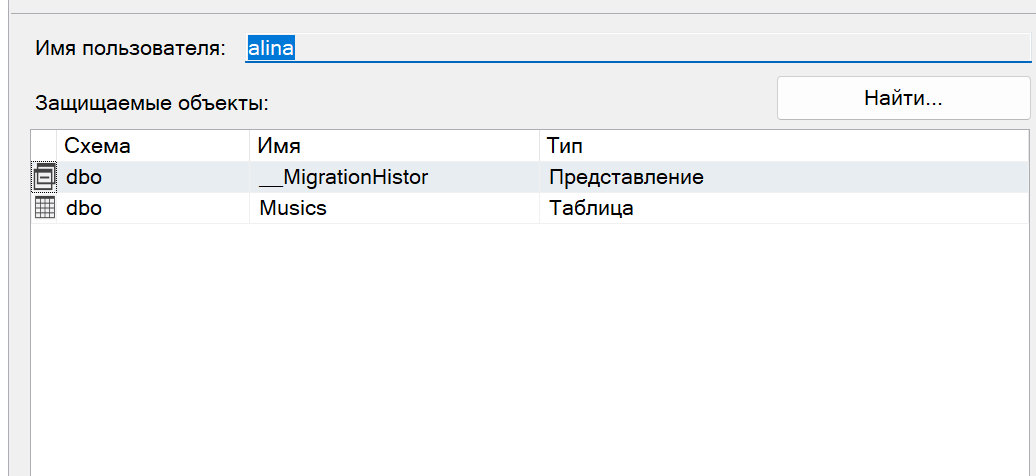 Имя пользователя: alina
Найти...
Защищаемые объекты:
Схема Имя Тип
dbo __MigrationHistor Представление
dbo Musics Таблица